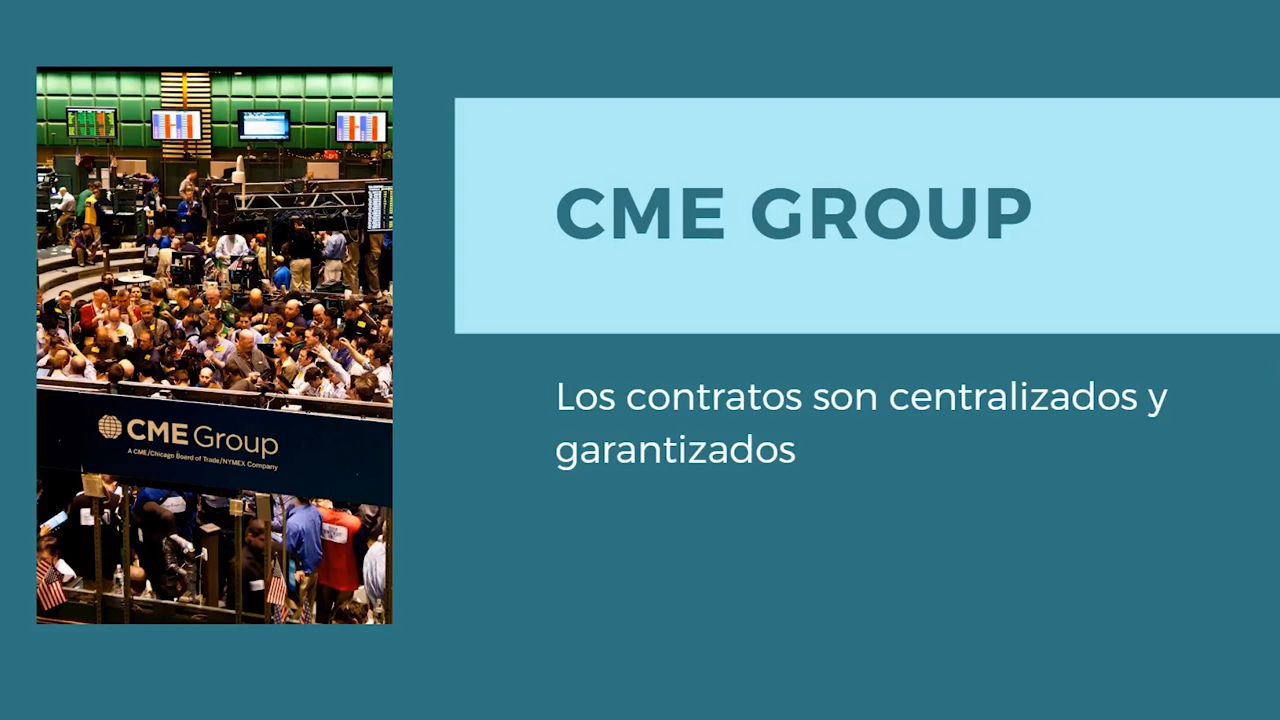 CME GROUP
Los contratos son centralizados y
garantizados
CME Group
A CME/Chicago Board of Trade/NYMEX Company